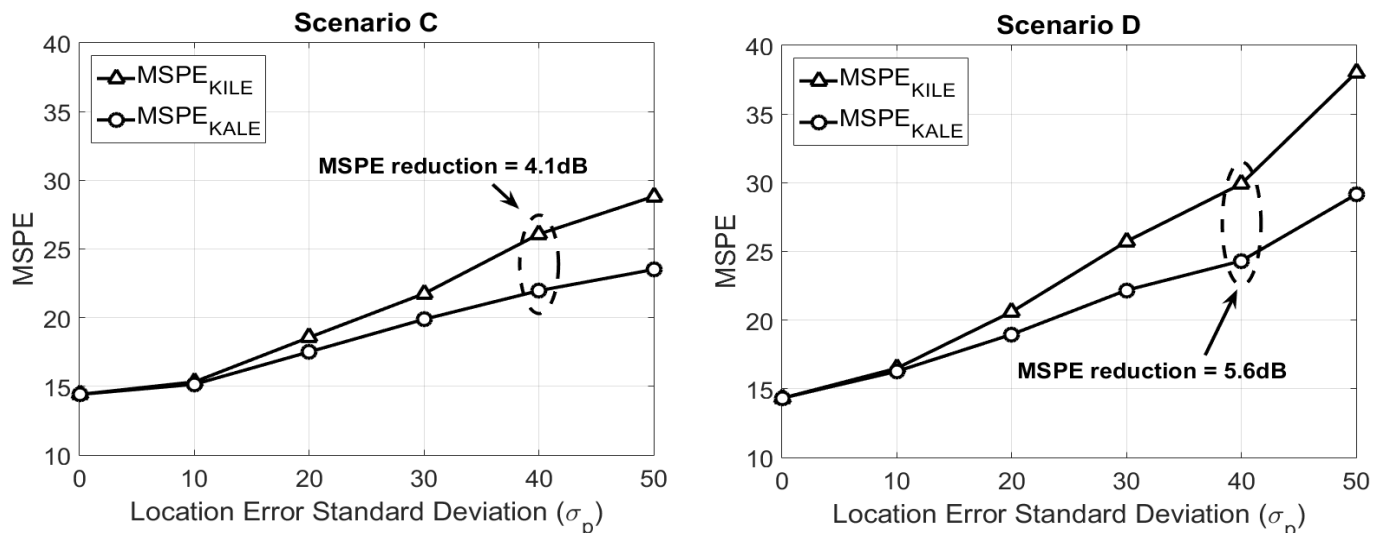 Scenario C
40
35
30
25
20
15
10
MSPE
MSPE_KILE
MSPE_KALE
MSPE reduction = 4.1dB
0 10 20 30 40 50
Location Error Standard Deviation (σ_p)
Scenario D
40
35
30
25
20
15
10
MSPE
MSPE_KILE
MSPE_KALE
MSPE reduction = 5.6dB
0 10 20 30 40 50
Location Error Standard Deviation (σ_p)